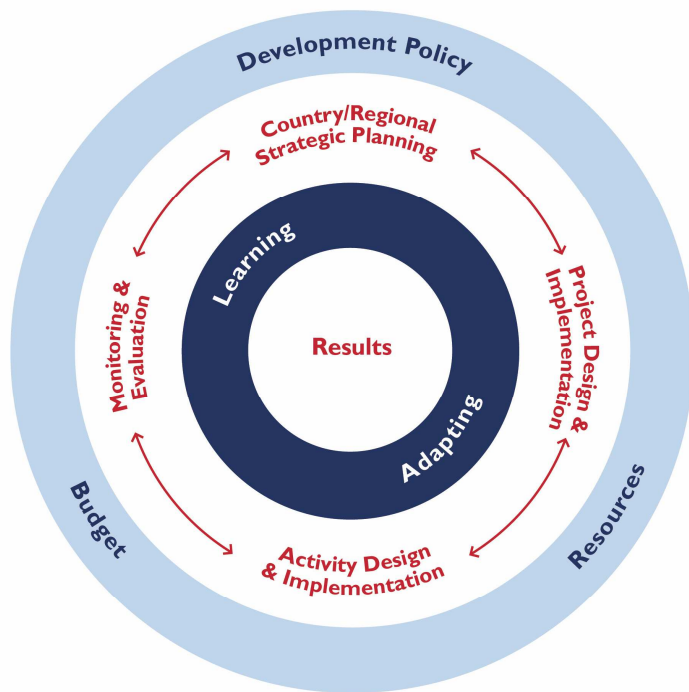 Development Policy
Country/Regional
Strategic Planning
Learning
Monitoring &
Evaluation
Results
Project Design &
Implementation
Adapting
Budget
Resources
Activity Design
& Implementation